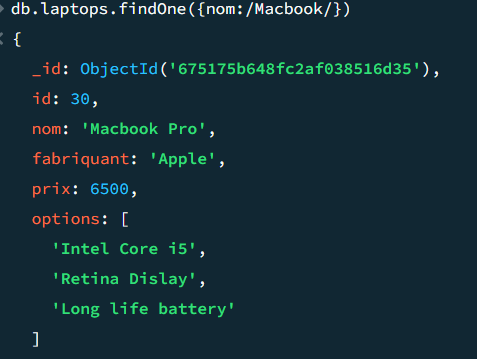 db.laptops.findOne({nom:/Macbook/})
{
_id: ObjectId('675175b648fc2af038516d35'),
id: 30,
nom: 'Macbook Pro',
fabriquant: 'Apple',
prix: 6500,
options: [
'Intel Core i5',
'Retina Dislay',
'Long life battery'
]